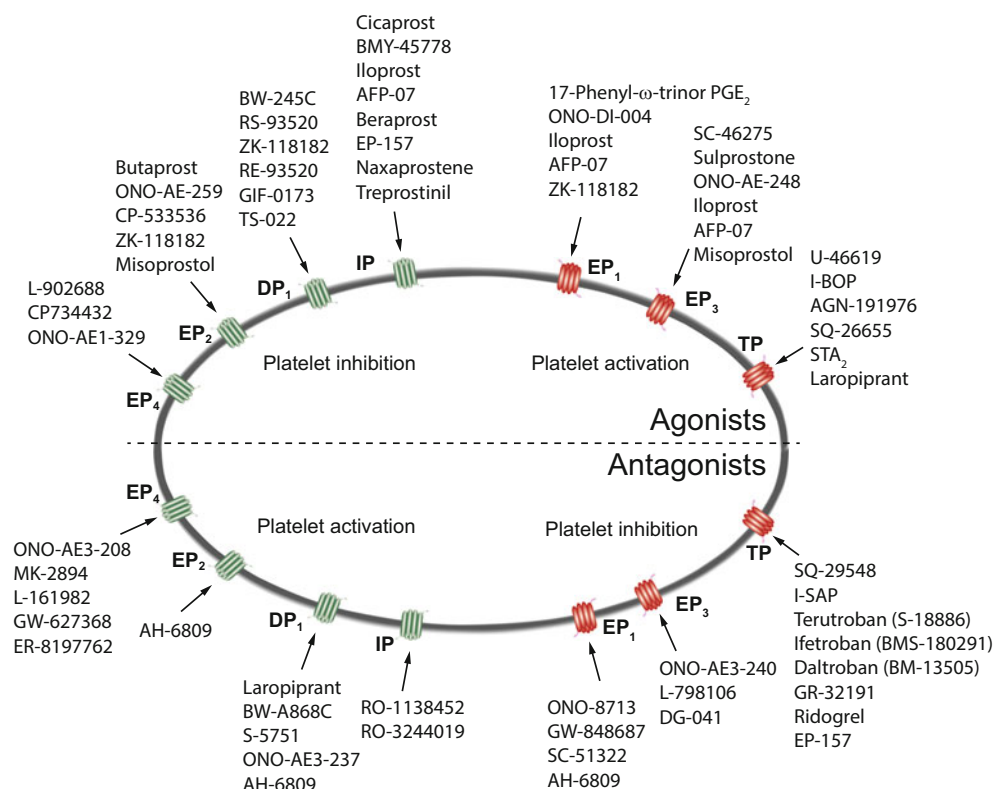 Cicaprost
BMY-45778
Iloprost
AFP-07
Beraprost
EP-157
Naxaprostene
Treprostinil
IP
BW-245C
RS-93520
ZK-118182
RE-93520
GIF-0173
TS-022
DP₁
Butaprost
ONO-AE-259
CP-533536
ZK-118182
Misoprostol
EP₂
L-902688
CP734432
ONO-AE1-329
EP₄
17-Phenyl-ω-trinor PGE₂
ONO-DI-004
Iloprost
AFP-07
ZK-118182
EP₁
SC-46275
Sulprostone
ONO-AE-248
Iloprost
AFP-07
Misoprostol
EP₃
U-46619
I-BOP
AGN-191976
SQ-26655
STA₂
Laropiprant
TP
Platelet inhibition
Platelet activation
Agonists
Antagonists
Platelet activation
Platelet inhibition
EP₄
ONO-AE3-208
MK-2894
L-161982
GW-627368
ER-8197762
EP₂
AH-6809
DP₁
Laropiprant
BW-A868C
S-5751
ONO-AE3-237
AH-6809
IP
RO-1138452
RO-3244019
EP₁
ONO-8713
GW-848687
SC-51322
AH-6809
EP₃
ONO-AE3-240
L-798106
DG-041
TP
SQ-29548
I-SAP
Terutroban (S-18886)
Ifetroban (BMS-180291)
Daltroban (BM-13505)
GR-32191
Ridogrel
EP-157